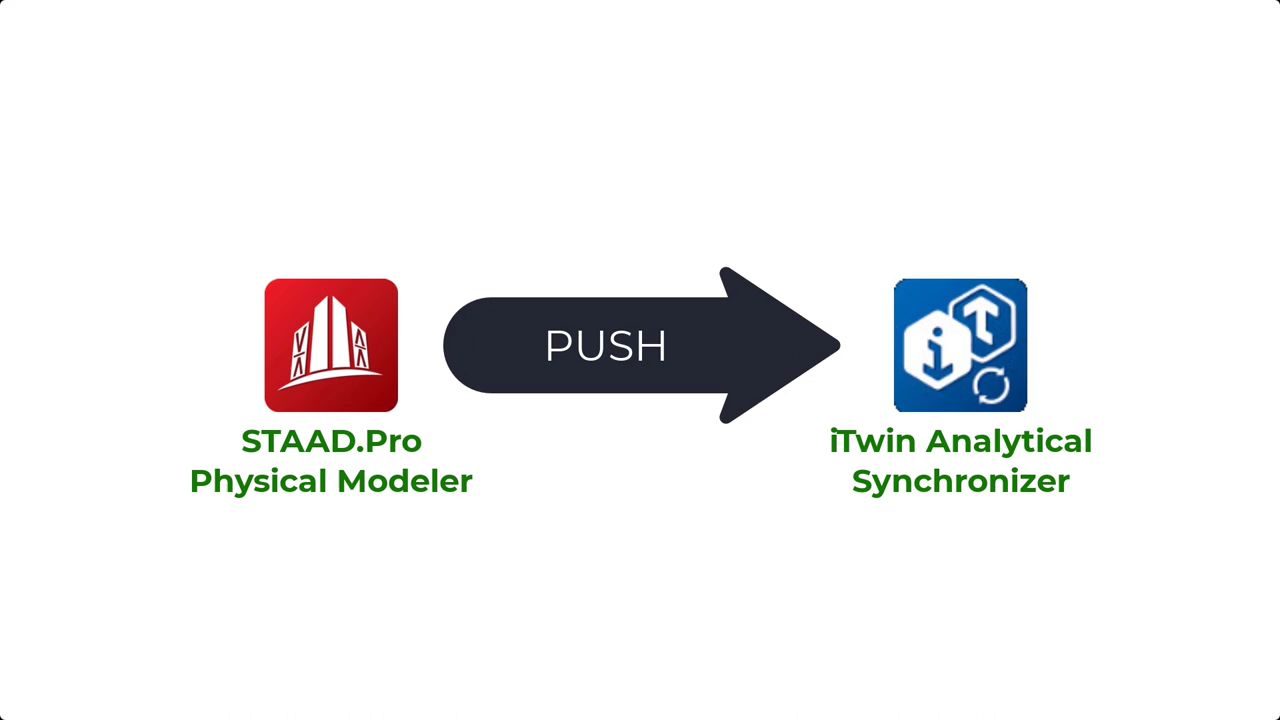 PUSH
STAAD.Pro
Physical Modeler
iTwin Analytical
Synchronizer